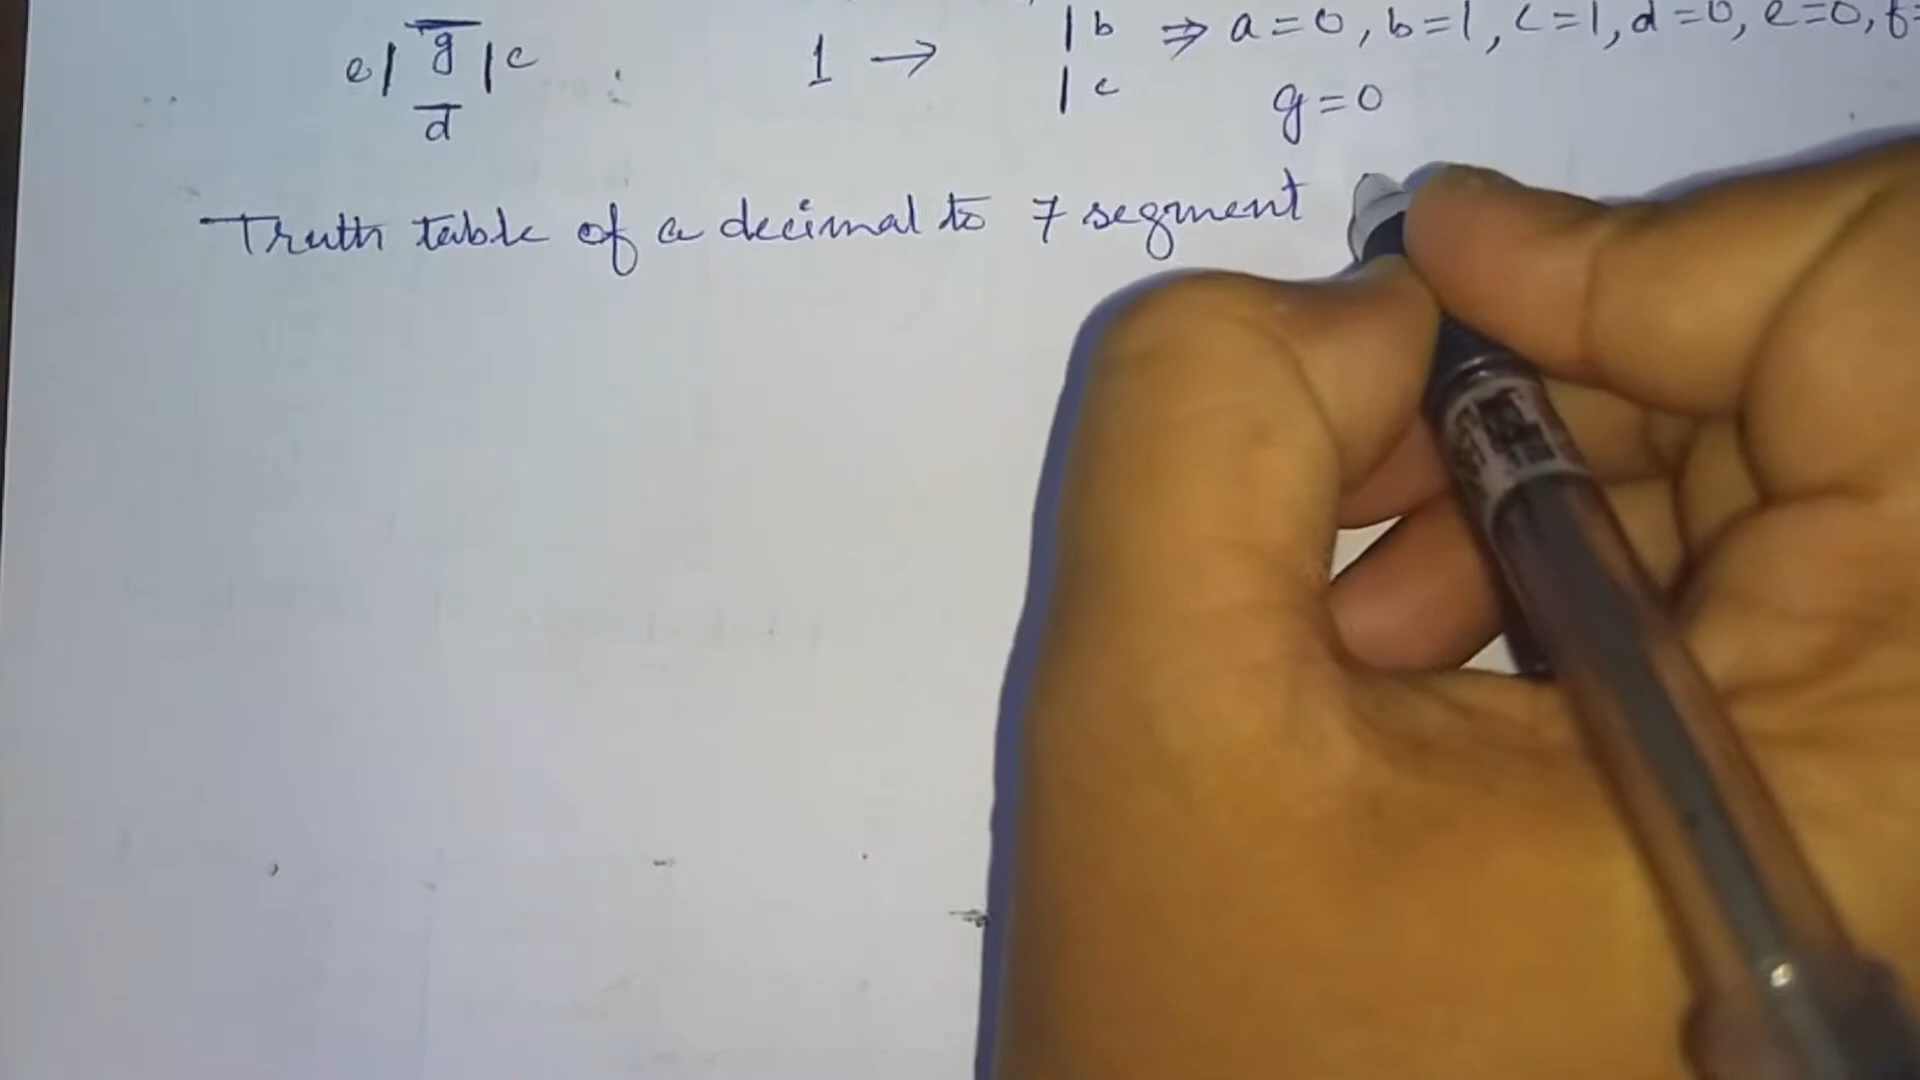 e| g |c
d
1 → | b ⇒ a=0, b=1, c=1, d=0, e=0, f=
| c g=0
Truth table of a decimal to 7 segment